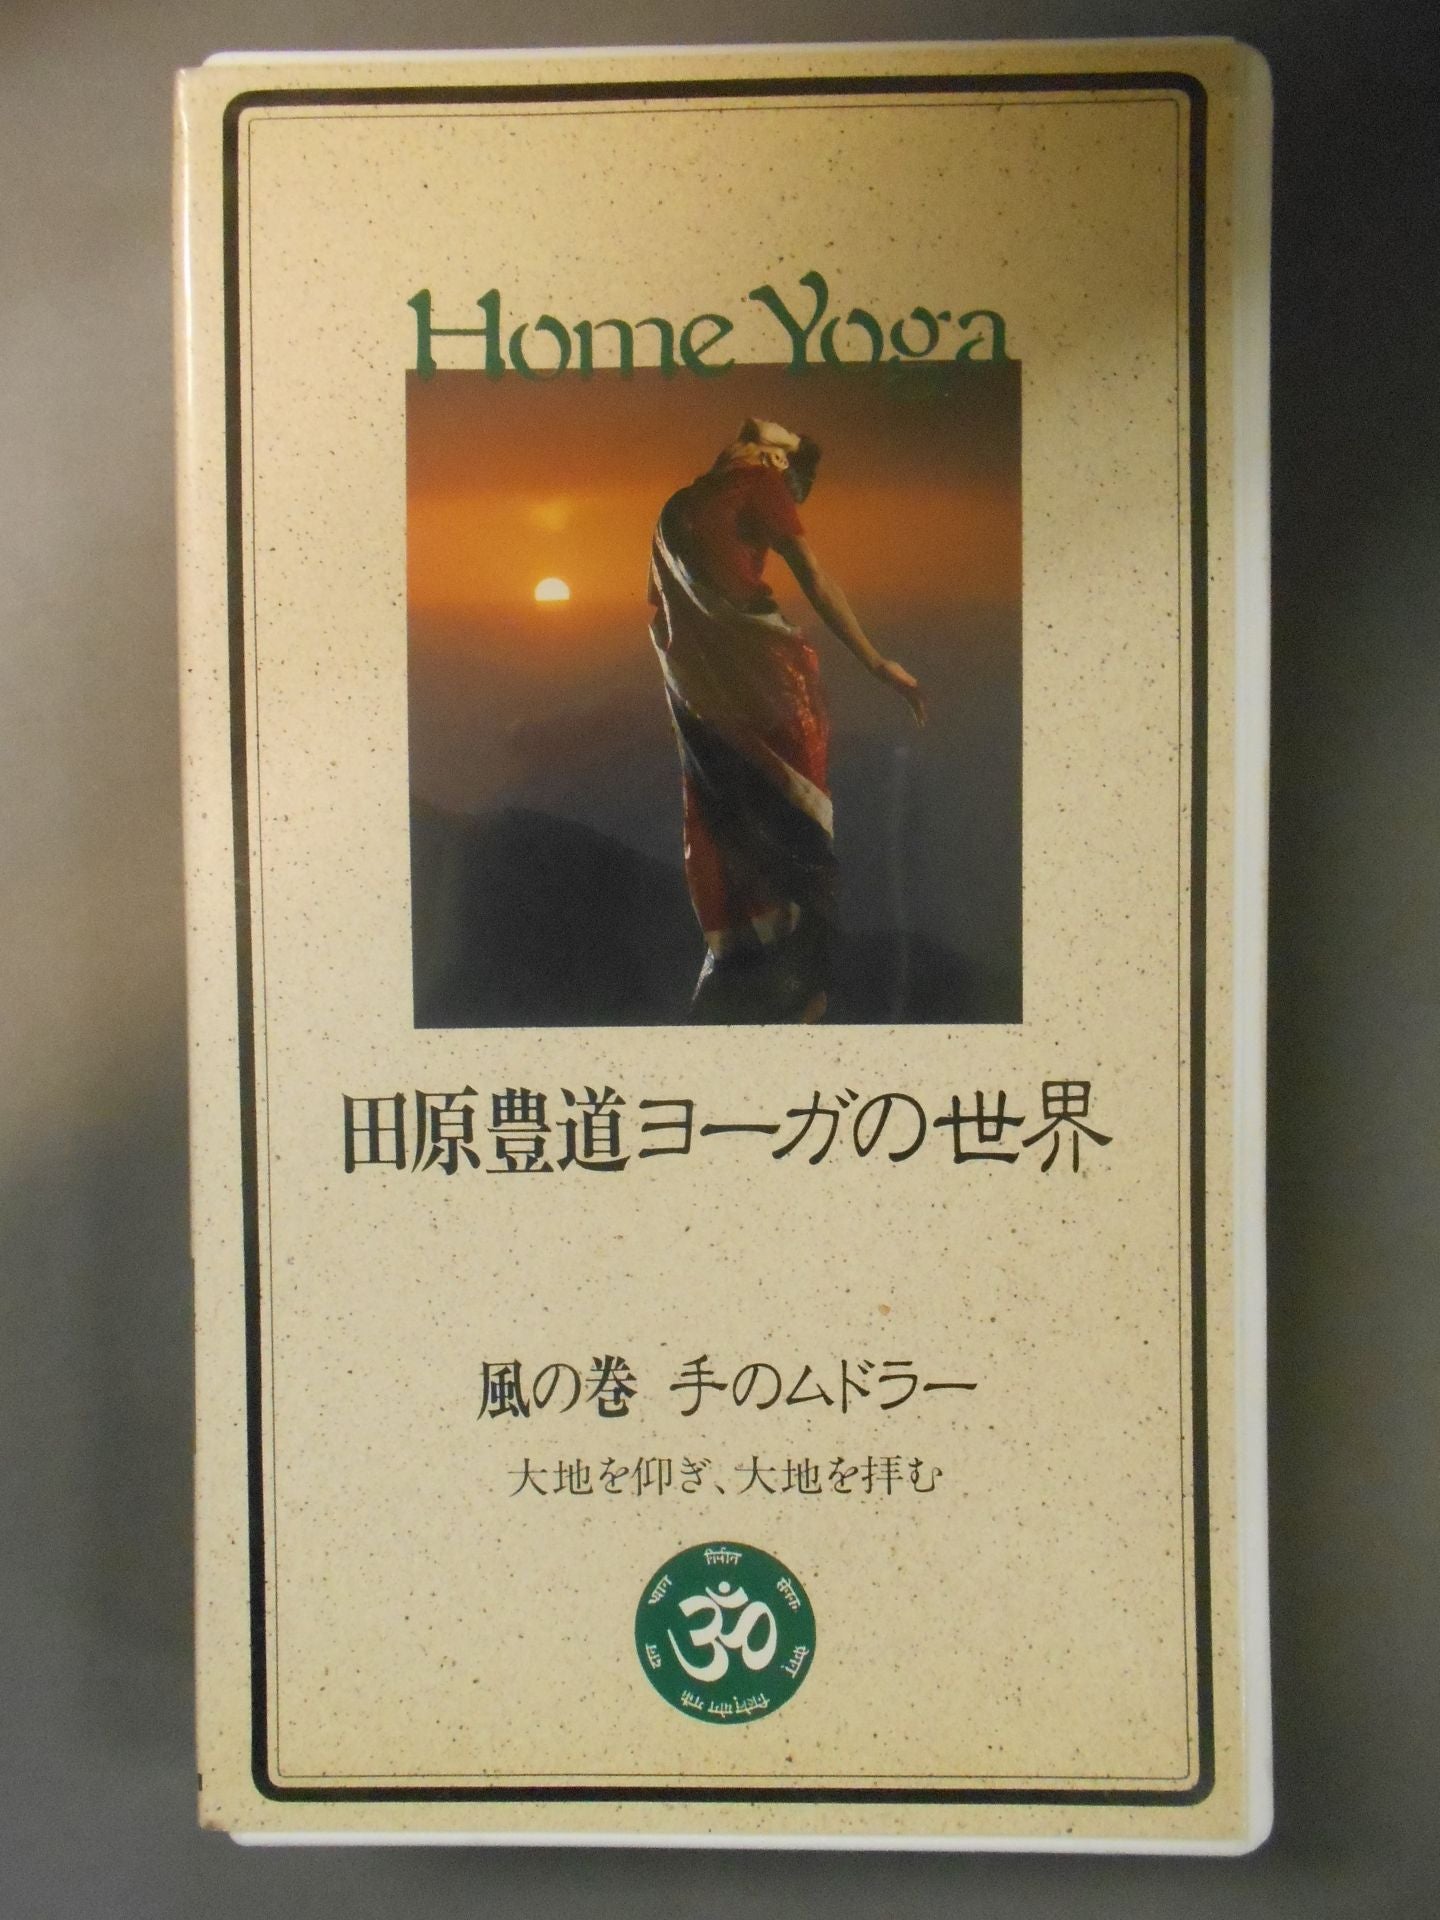 Home Yoga
田原豊道ヨーガの世界
風の巻 手のムドラー
大地を仰ぎ、大地を拝む
ॐ
निर्माण
ध्यान